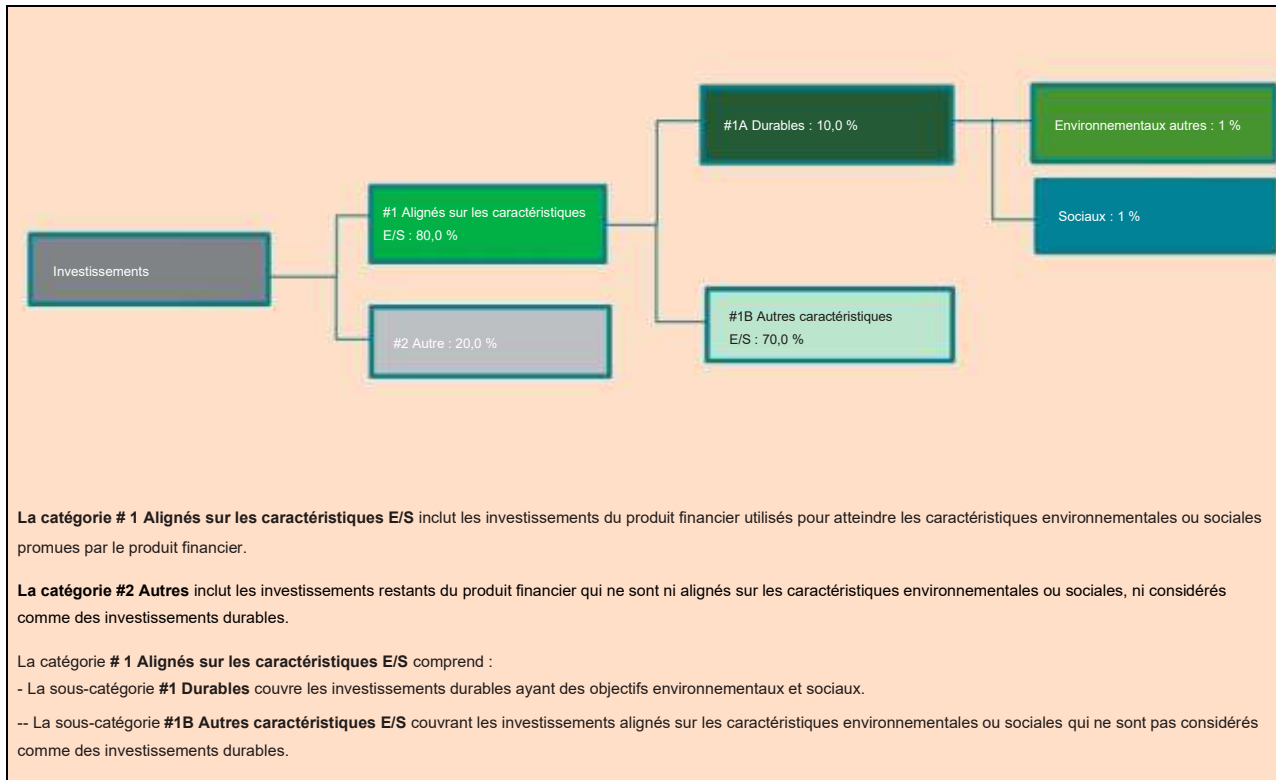 #1A Durables : 10,0 %
Environnementaux autres : 1 %
#1 Alignés sur les caractéristiques
E/S : 80,0 %
Sociaux : 1 %
Investissements
#1B Autres caractéristiques
E/S : 70,0 %
#2 Autre : 20,0 %
La catégorie # 1 Alignés sur les caractéristiques E/S inclut les investissements du produit financier utilisés pour atteindre les caractéristiques environnementales ou sociales
promues par le produit financier.
La catégorie #2 Autres inclut les investissements restants du produit financier qui ne sont ni alignés sur les caractéristiques environnementales ou sociales, ni considérés
comme des investissements durables.
La catégorie # 1 Alignés sur les caractéristiques E/S comprend :
- La sous-catégorie #1 Durables couvre les investissements durables ayant des objectifs environnementaux et sociaux.
-- La sous-catégorie #1B Autres caractéristiques E/S couvrant les investissements alignés sur les caractéristiques environnementales ou sociales qui ne sont pas considérés
comme des investissements durables.